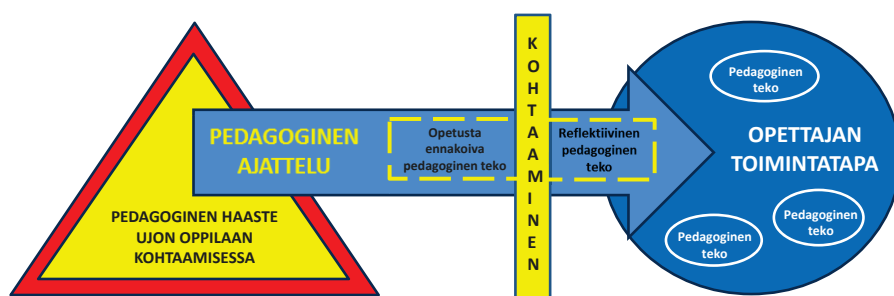 PEDAGOGINEN HAASTE
UJON OPPILAAN
KOHTAAMISESSA
PEDAGOGINEN
AJATTELU
Opetusta
ennakoiva
pedagoginen teko
KOHTAAMINEN
Reflektiivinen
pedagoginen
teko
Pedagoginen
teko
OPETTAJAN
TOIMINTATAPA
Pedagoginen
teko
Pedagoginen
teko